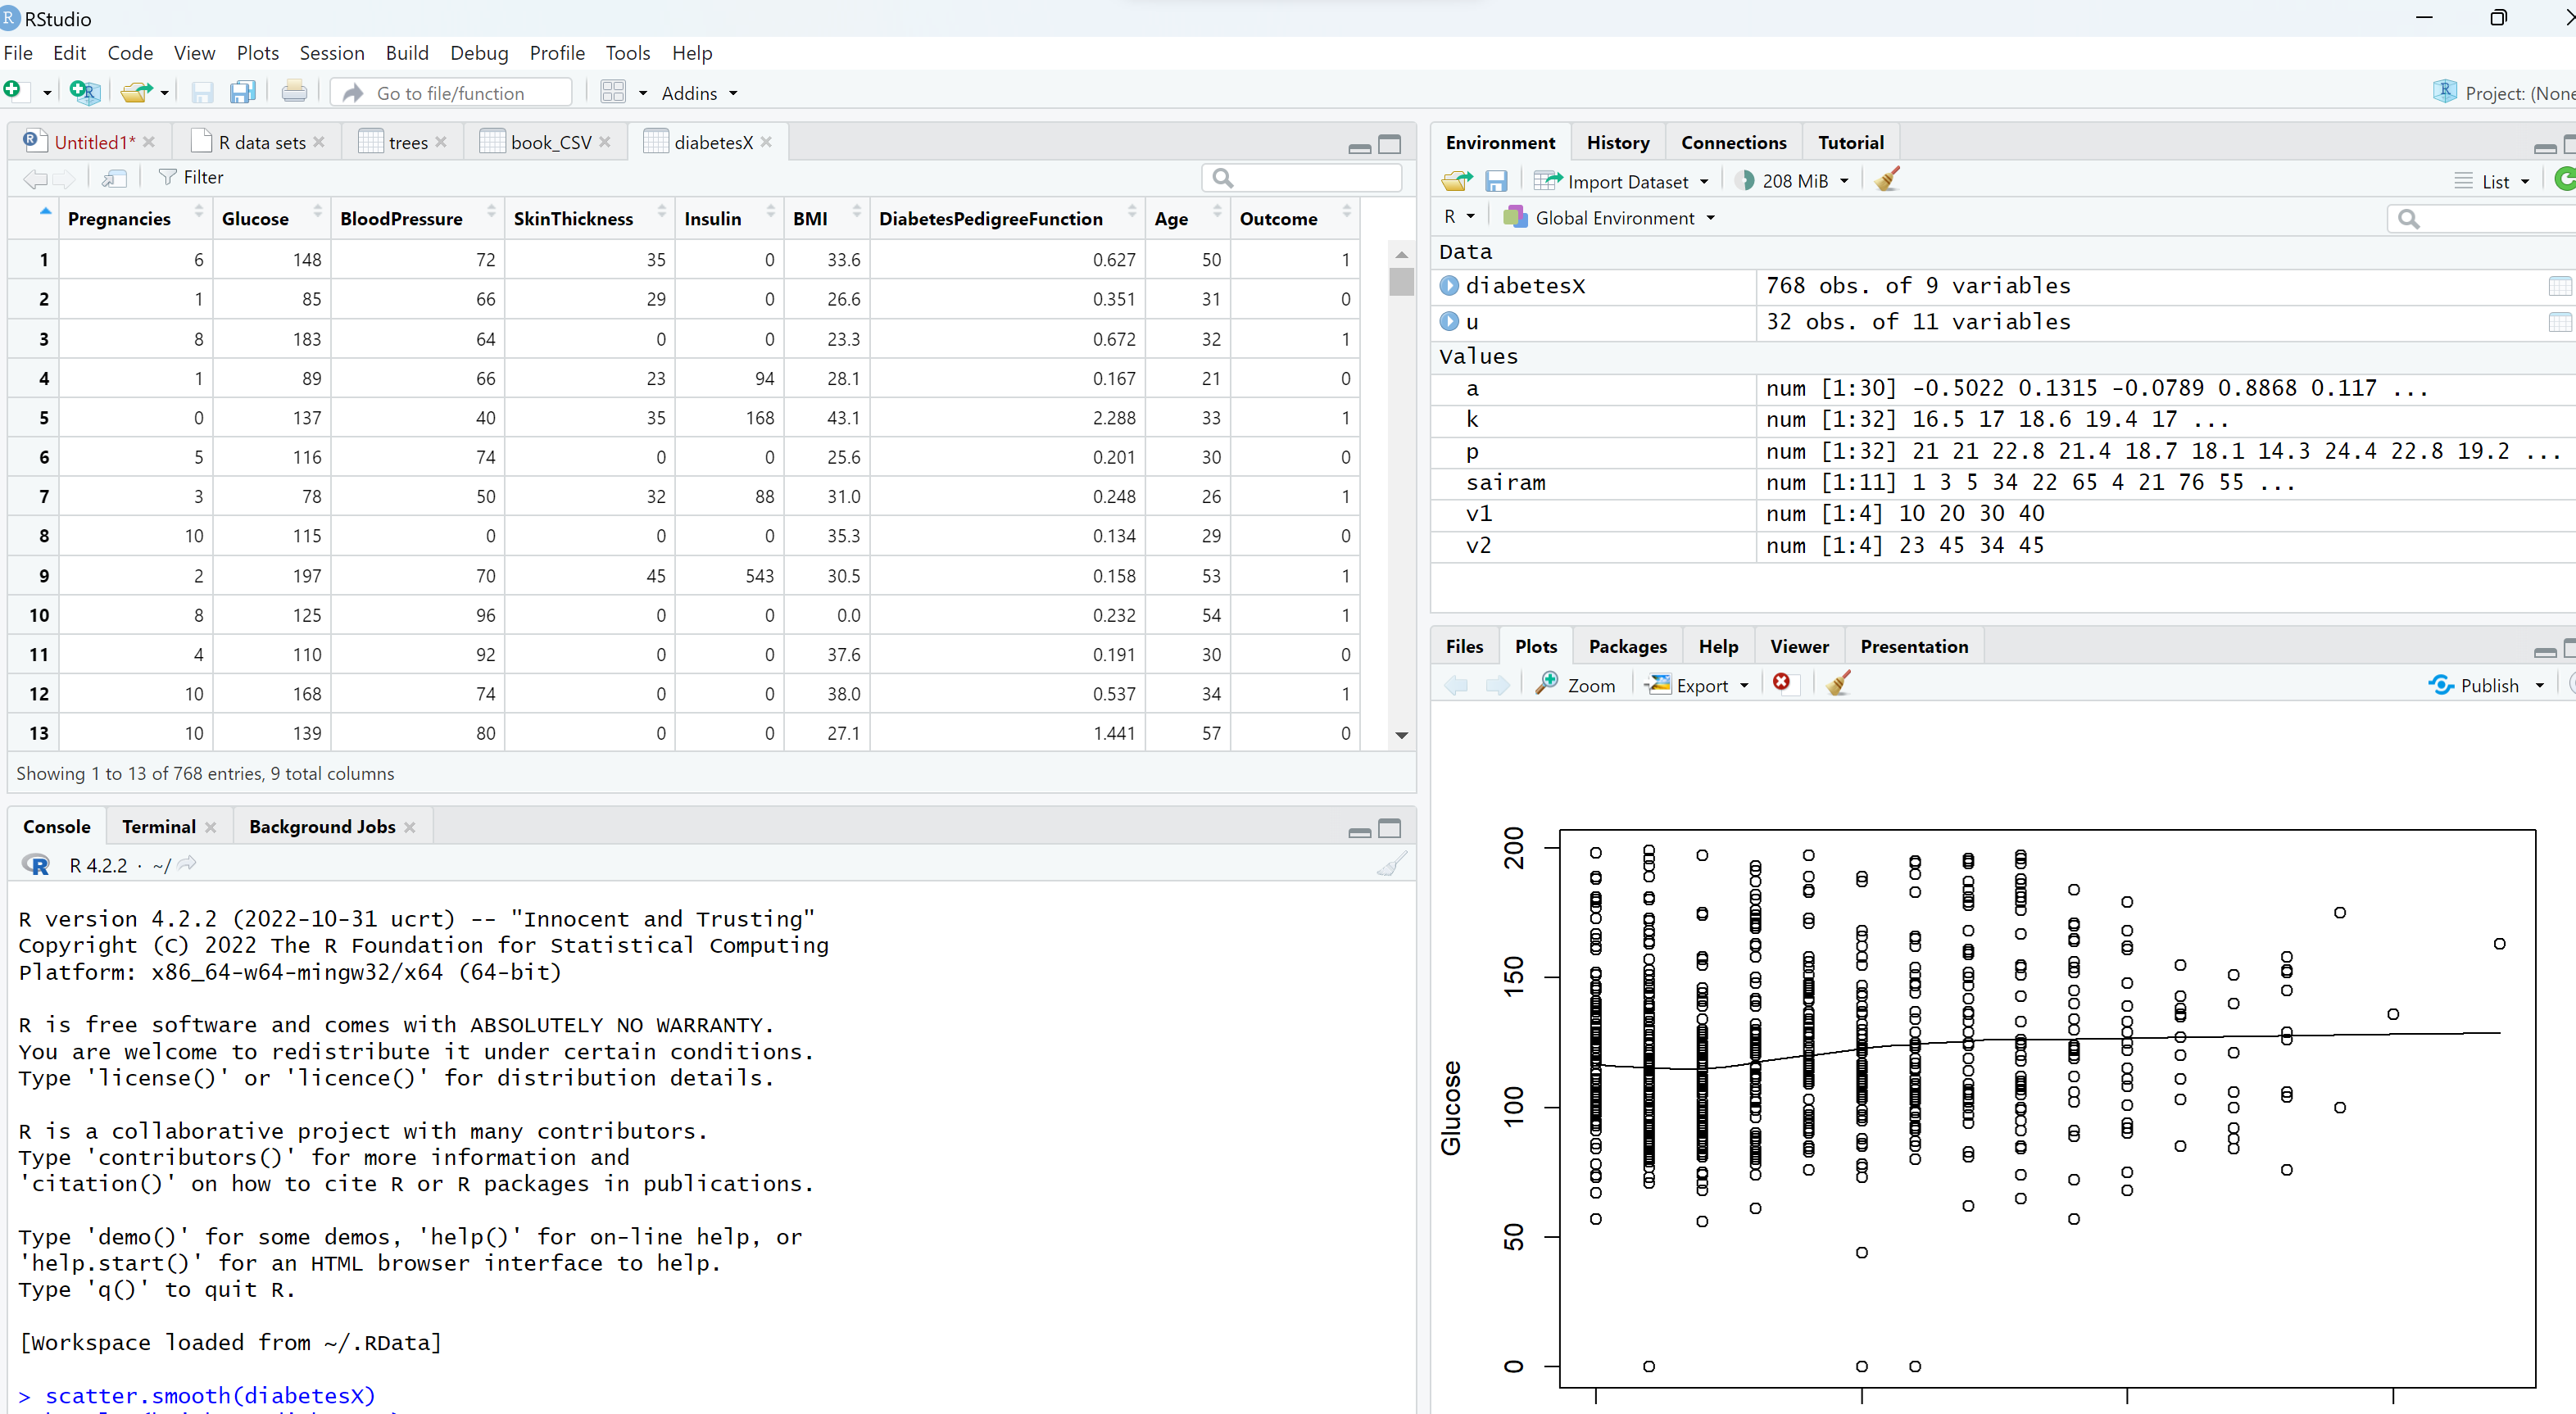 RStudio
File Edit Code View Plots Session Build Debug Profile Tools Help
Go to file/function Addins
Project: (None
Untitled1* R data sets trees book_CSV diabetesX
Filter
Pregnancies Glucose BloodPressure SkinThickness Insulin BMI DiabetesPedigreeFunction Age Outcome
1 6 148 72 35 0 33.6 0.627 50 1
2 1 85 66 29 0 26.6 0.351 31 0
3 8 183 64 0 0 23.3 0.672 32 1
4 1 89 66 23 94 28.1 0.167 21 0
5 0 137 40 35 168 43.1 2.288 33 1
6 5 116 74 0 0 25.6 0.201 30 0
7 3 78 50 32 88 31.0 0.248 26 1
8 10 115 0 0 0 35.3 0.134 29 0
9 2 197 70 45 543 30.5 0.158 53 1
10 8 125 96 0 0 0.0 0.232 54 1
11 4 110 92 0 0 37.6 0.191 30 0
12 10 168 74 0 0 38.0 0.537 34 1
13 10 139 80 0 0 27.1 1.441 57 0
Showing 1 to 13 of 768 entries, 9 total columns
Console Terminal Background Jobs
R 4.2.2 · ~/
R version 4.2.2 (2022-10-31 ucrt) -- "Innocent and Trusting"
Copyright (C) 2022 The R Foundation for Statistical Computing
Platform: x86_64-w64-mingw32/x64 (64-bit)
R is free software and comes with ABSOLUTELY NO WARRANTY.
You are welcome to redistribute it under certain conditions.
Type 'license()' or 'licence()' for distribution details.
R is a collaborative project with many contributors.
Type 'contributors()' for more information and
'citation()' on how to cite R or R packages in publications.
Type 'demo()' for some demos, 'help()' for on-line help, or
'help.start()' for an HTML browser interface to help.
Type 'q()' to quit R.
[Workspace loaded from ~/.RData]
> scatter.smooth(diabetesX)
Environment History Connections Tutorial
Import Dataset 208 MiB List
R Global Environment
Data
diabetesX 768 obs. of 9 variables
u 32 obs. of 11 variables
Values
a num [1:30] -0.5022 0.1315 -0.0789 0.8868 0.117 ...
k num [1:32] 16.5 17 18.6 19.4 17 ...
p num [1:32] 21 21 22.8 21.4 18.7 18.1 14.3 24.4 22.8 19.2 ...
sairam num [1:11] 1 3 5 34 22 65 4 21 76 55 ...
v1 num [1:4] 10 20 30 40
v2 num [1:4] 23 45 34 45
Files Plots Packages Help Viewer Presentation
Zoom Export Publish
Glucose
200
150
100
50
0